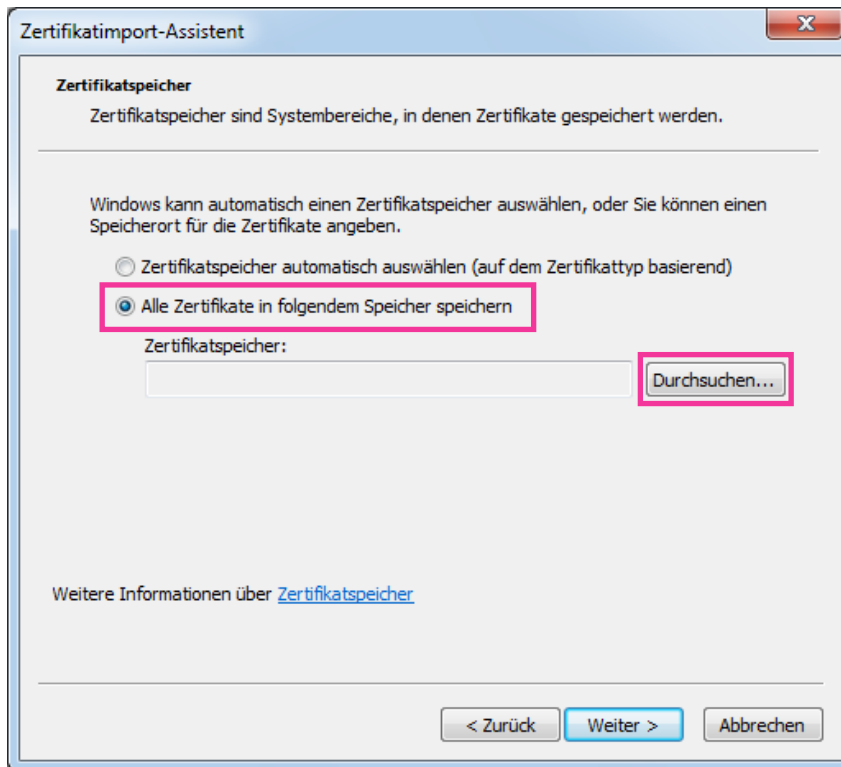 Zertifikatimport-Assistent
Zertifikatspeicher
Zertifikatspeicher sind Systembereiche, in denen Zertifikate gespeichert werden.
Windows kann automatisch einen Zertifikatspeicher auswählen, oder Sie können einen
Speicherort für die Zertifikate angeben.
Zertifikatspeicher automatisch auswählen (auf dem Zertifikattyp basierend)
Alle Zertifikate in folgendem Speicher speichern
Zertifikatspeicher:
Durchsuchen...
Weitere Informationen über Zertifikatspeicher
< Zurück Weiter > Abbrechen